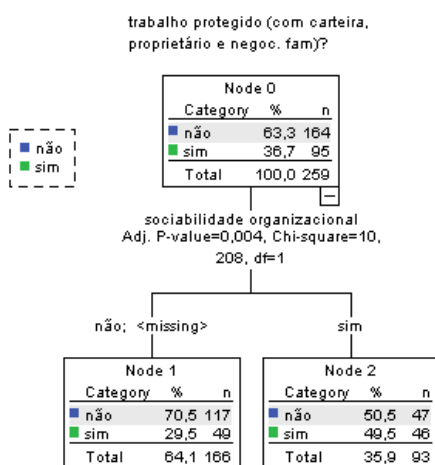 trabalho protegido (com carteira,
proprietário e negoc. fam)?
Node 0
Category % n
não 63,3 164
sim 36,7 95
Total 100,0 259
não
sim
sociabilidade organizacional
Adj. P-value=0,004, Chi-square=10,
208, df=1
não; <missing>
sim
Node 1
Category % n
não 70,5 117
sim 29,5 49
Total 64,1 166
Node 2
Category % n
não 50,5 47
sim 49,5 46
Total 35,9 93